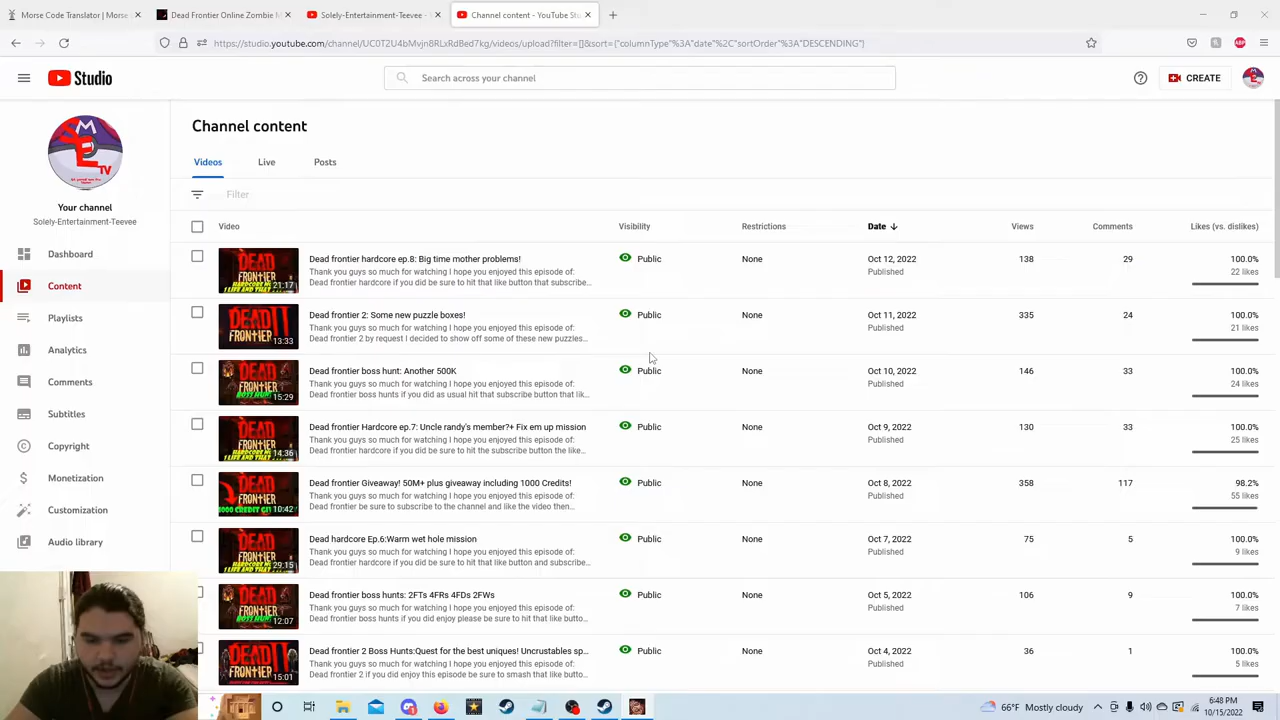 Morse Code Translator | Morse
Dead Frontier Online Zombie M
Solely-Entertainment-Teevee -
Channel content - YouTube Stu
https://studio.youtube.com/channel/UC0T2U4bMvjn8RLxRbBed7kg/videos/upload?filter=[]&sort={"columnType"%3A"date"%2C"sortOrder"%3A"DESCENDING"}
Studio
Search across your channel
CREATE
Channel content
Videos Live Posts
Filter
Your channel
Solely-Entertainment-Teevee
Dashboard
Content
Playlists
Analytics
Comments
Subtitles
Copyright
Monetization
Customization
Audio library
Video Visibility Restrictions Date Views Comments Likes (vs. dislikes)
Dead frontier hardcore ep.8: Big time mother problems! Public None Oct 12, 2022 138 29 100.0%
Thank you guys so much for watching I hope you enjoyed this episode of: Published 22 likes
Dead frontier hardcore if you did be sure to hit that like button that subscribe...
21:17
Dead frontier 2: Some new puzzle boxes! Public None Oct 11, 2022 335 24 100.0%
Thank you guys so much for watching I hope you enjoyed this episode of: Published 21 likes
Dead frontier 2 by request I decided to show off some of these new puzzles...
13:33
Dead frontier boss hunt: Another 500K Public None Oct 10, 2022 146 33 100.0%
Thank you guys so much for watching I hope you enjoyed this episode of: Published 24 likes
Dead frontier boss hunts if you did as usual hit that subscribe button that lik...
15:29
Dead frontier Hardcore ep.7: Uncle randy's member?+ Fix em up mission Public None Oct 9, 2022 130 33 100.0%
Thank you guys so much for watching I hope you enjoyed this episode of: Published 25 likes
Dead frontier hardcore if you did be sure to hit the subscribe button the like...
14:36
Dead frontier Giveaway! 50M+ plus giveaway including 1000 Credits! Public None Oct 8, 2022 358 117 98.2%
Thank you guys so much for watching I hope you enjoyed this episode of: Published 55 likes
Dead frontier be sure to subscribe to the channel and like the video then...
10:42
Dead hardcore Ep.6:Warm wet hole mission Public None Oct 7, 2022 75 5 100.0%
Thank you guys so much for watching I hope you enjoyed this episode of: Published 9 likes
Dead frontier hardcore if you did be sure to hit that like button and subscribe...
29:15
Dead frontier boss hunts: 2FTs 4FRs 4FDs 2FWs Public None Oct 5, 2022 106 9 100.0%
Thank you guys so much for watching I hope you enjoyed this episode of: Published 7 likes
Dead frontier boss hunts if you did enjoy please be sure to hit that like butto...
12:07
Dead frontier 2 Boss Hunts:Quest for the best uniques! Uncrustables sp... Public None Oct 4, 2022 36 1 100.0%
Thank you guys so much for watching I hope you enjoyed this episode of: Published 5 likes
Dead frontier 2 if you did enjoy this episode be sure to smash that like butto...
15:01
66°F Mostly cloudy
6:48 PM
10/15/2022